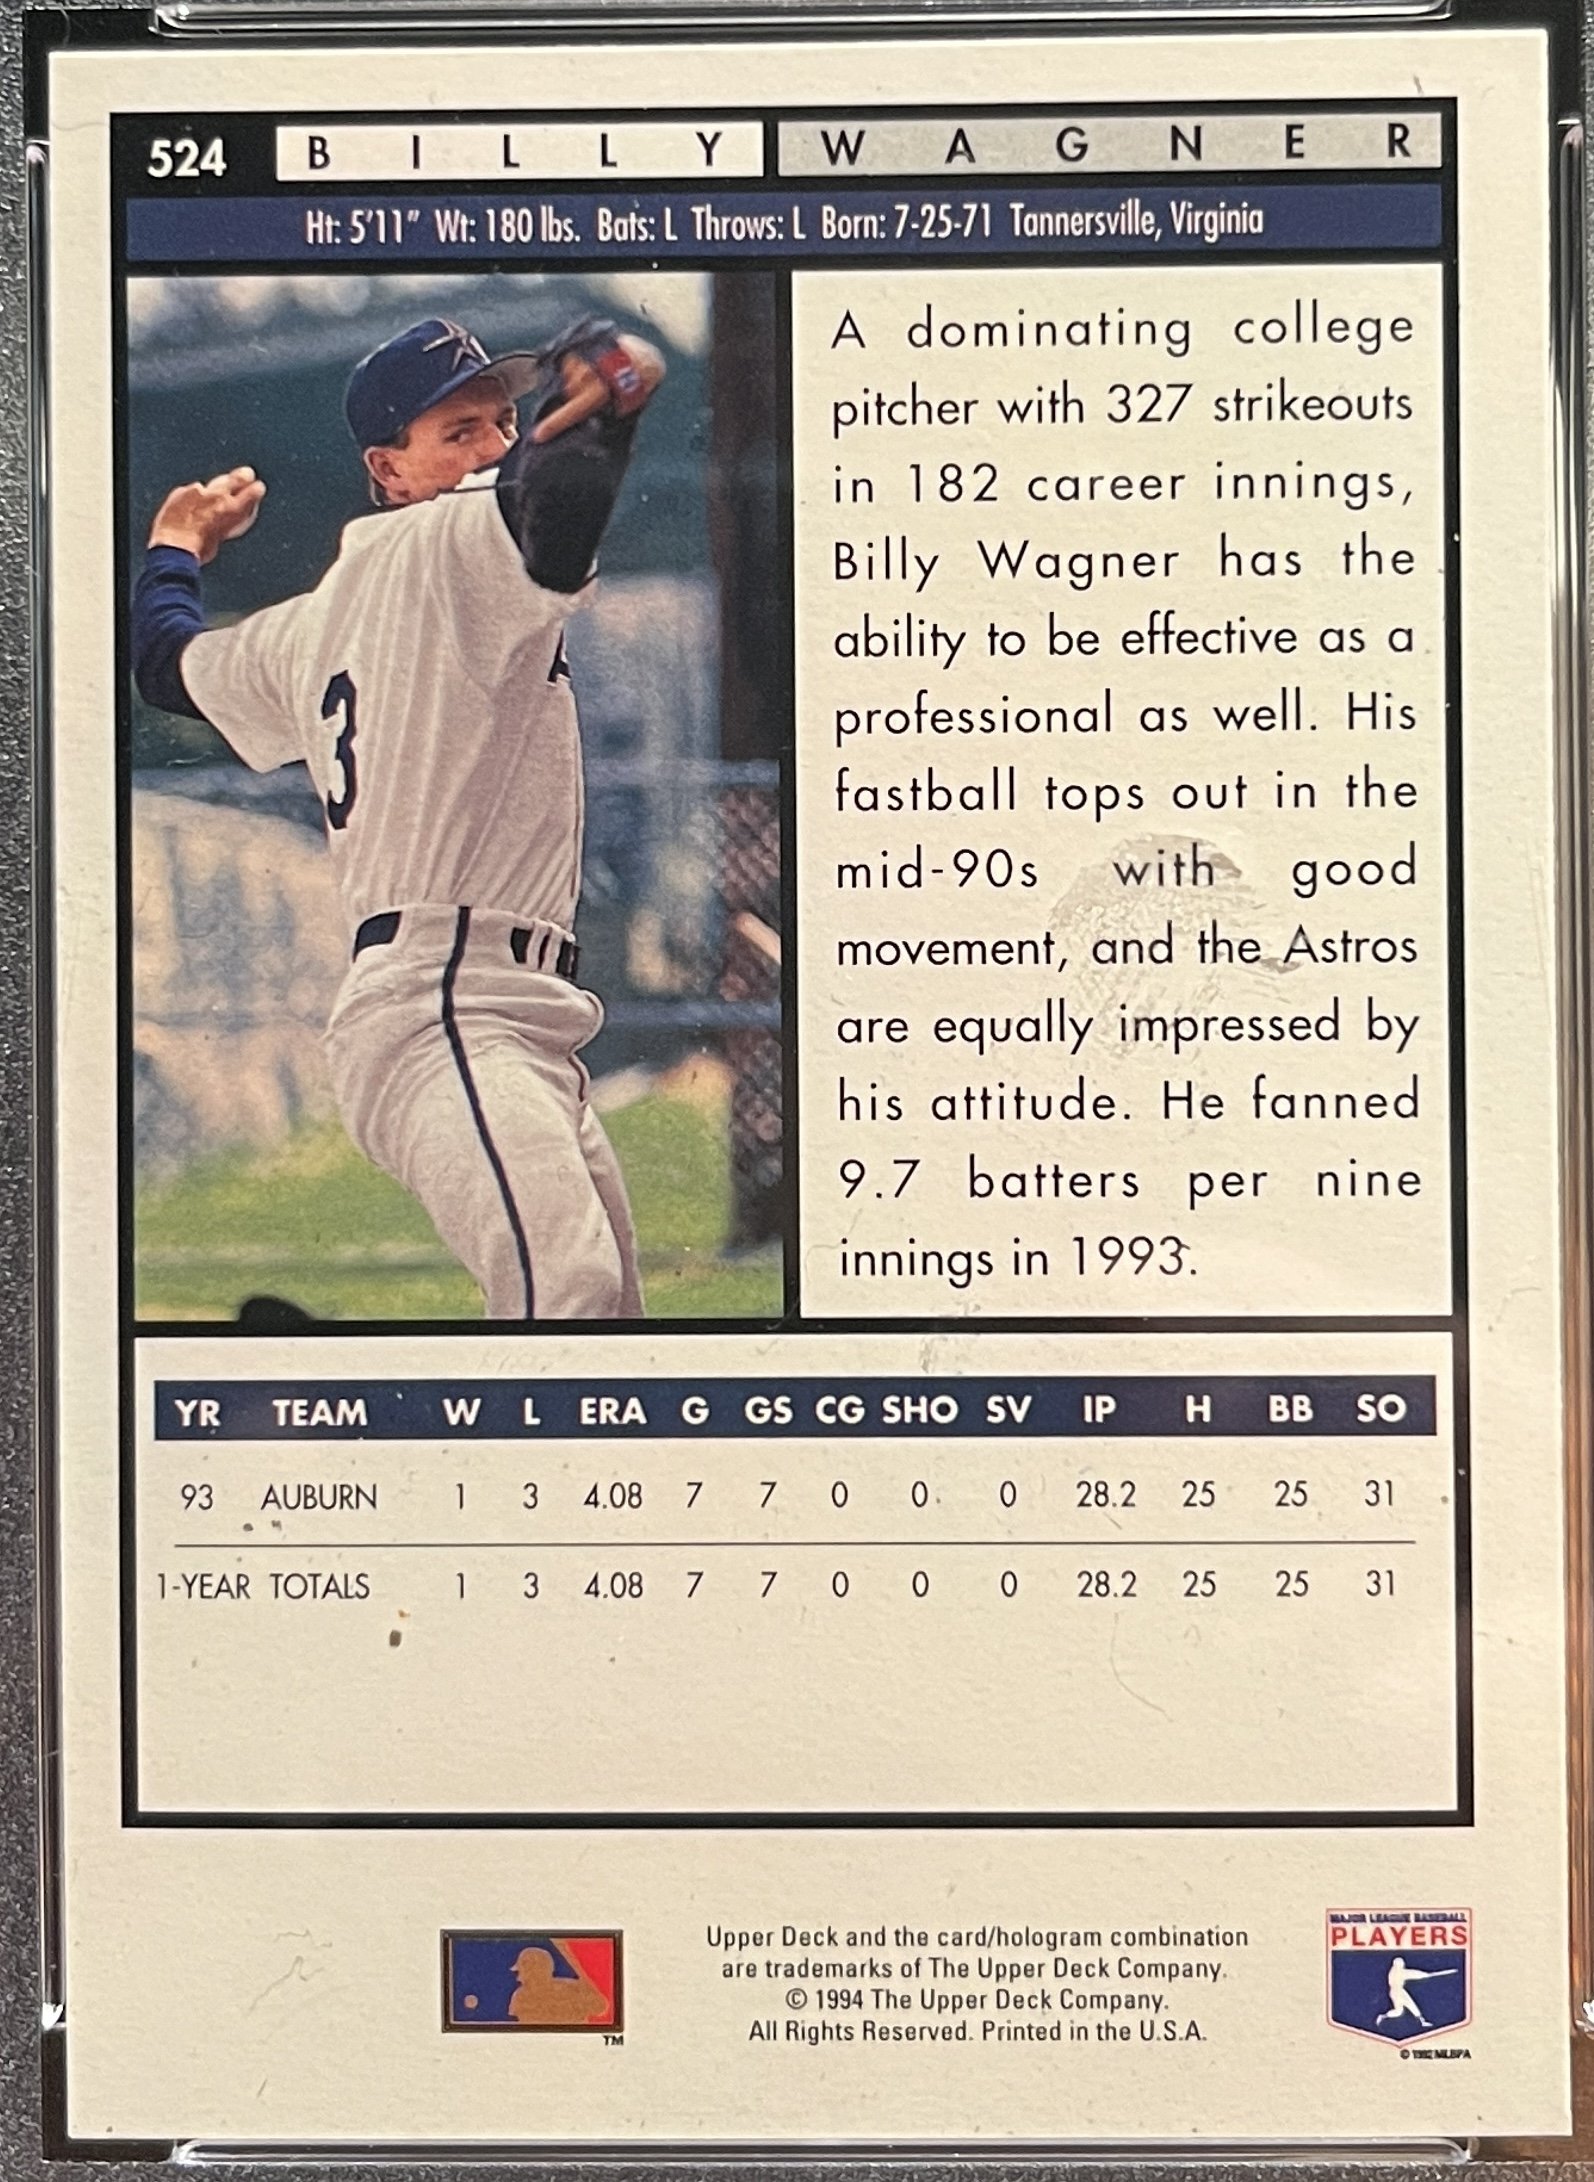 524 BILLY WAGNER
Ht: 5'11" Wt: 180 lbs. Bats: L Throws: L Born: 7-25-71 Tannersville, Virginia
A dominating college
pitcher with 327 strikeouts
in 182 career innings,
Billy Wagner has the
ability to be effective as a
professional as well. His
fastball tops out in the
mid-90s with good
movement, and the Astros
are equally impressed by
his attitude. He fanned
9.7 batters per nine
innings in 1993.
3
YR TEAM W L ERA G GS CG SHO SV IP H BB SO
93 AUBURN 1 3 4.08 7 7 0 0 0 28.2 25 25 31
1-YEAR TOTALS 1 3 4.08 7 7 0 0 0 28.2 25 25 31
Upper Deck and the card/hologram combination
are trademarks of The Upper Deck Company.
© 1994 The Upper Deck Company.
All Rights Reserved. Printed in the U.S.A.
TM
MAJOR LEAGUE BASEBALL
PLAYERS
© 1992 MLBPA